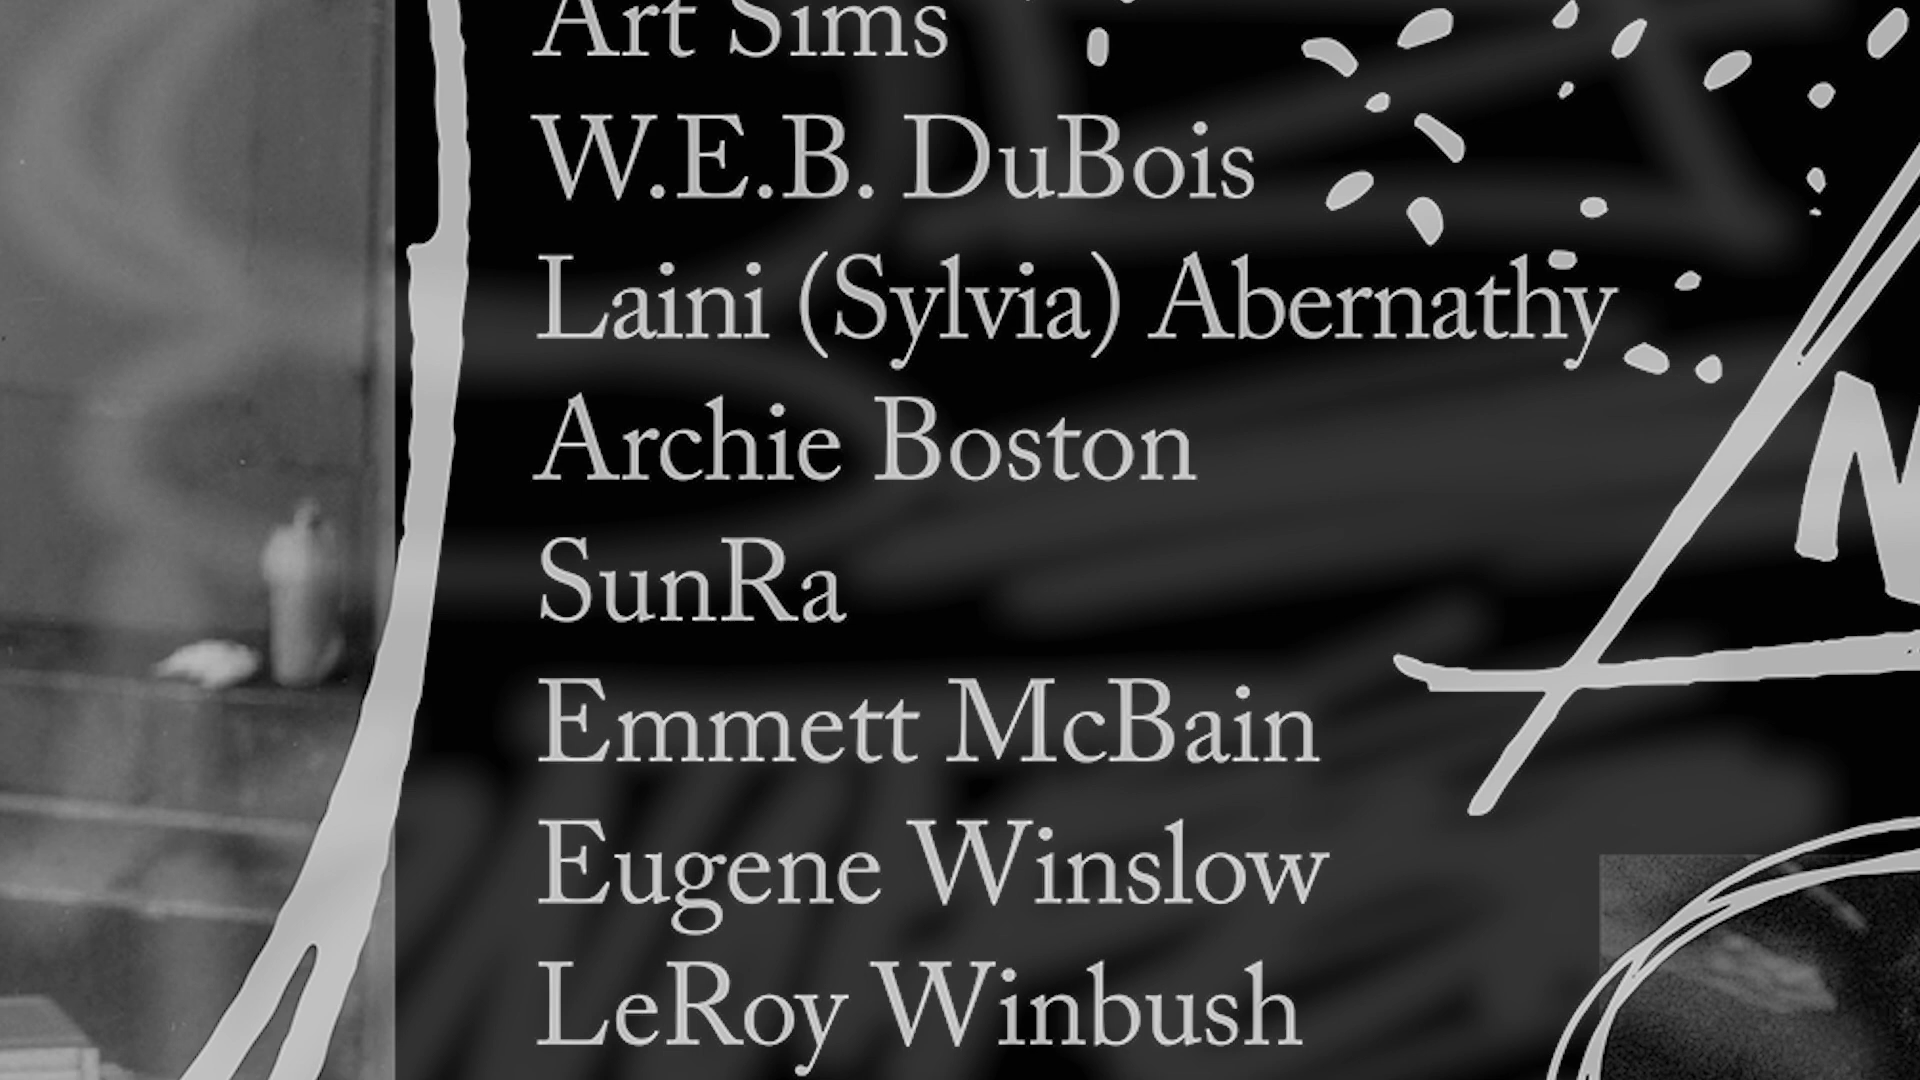 Art Sims
W.E.B. DuBois
Laini (Sylvia) Abernathy
Archie Boston
SunRa
Emmett McBain
Eugene Winslow
LeRoy Winbush